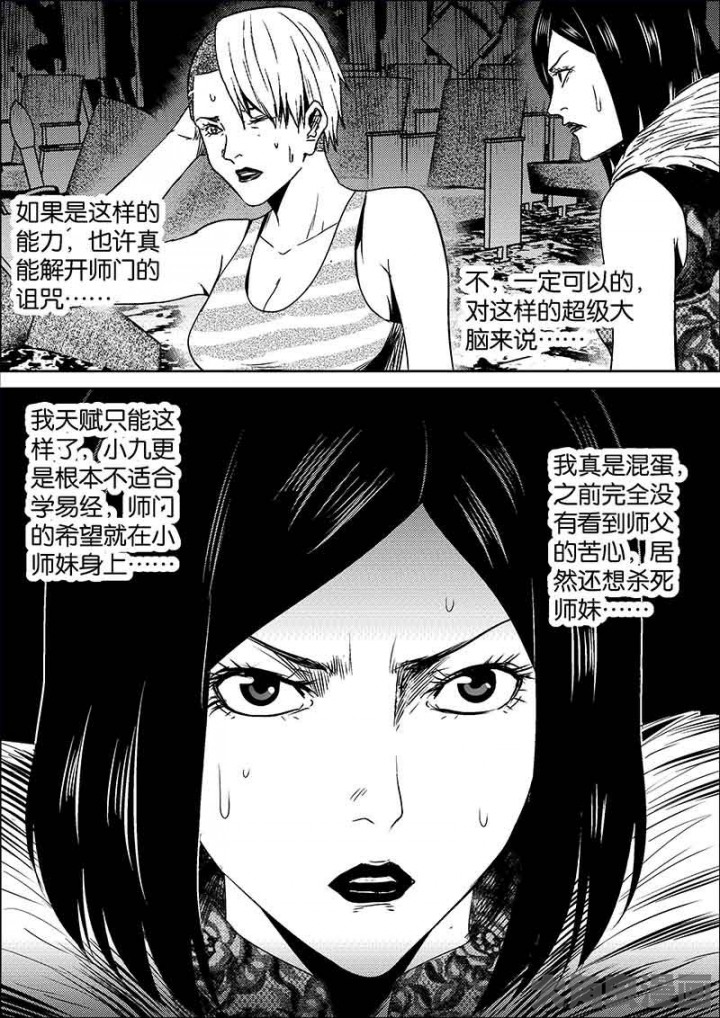 如果是这样的
能力，也许真
能解开师门的
诅咒……
不，一定可以的，
对这样的超级大
脑来说……
我天赋只能这
样了，小九更
是根本不适合
学易经，师门
的希望就在小
师妹身上……
我真是混蛋，
之前完全没
有看到师父
的苦心，居
然还想杀死
师妹……